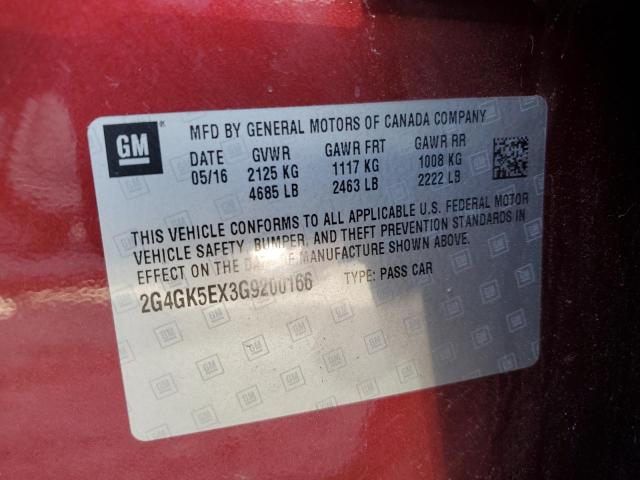 GM
MFD BY GENERAL MOTORS OF CANADA COMPANY
DATE GVWR GAWR FRT GAWR RR
05/16 2125 KG 1117 KG 1008 KG
4685 LB 2463 LB 2222 LB
THIS VEHICLE CONFORMS TO ALL APPLICABLE U.S. FEDERAL MOTOR
VEHICLE SAFETY, BUMPER, AND THEFT PREVENTION STANDARDS IN
EFFECT ON THE DATE OF MANUFACTURE SHOWN ABOVE.
2G4GK5EX3G9200166 TYPE: PASS CAR